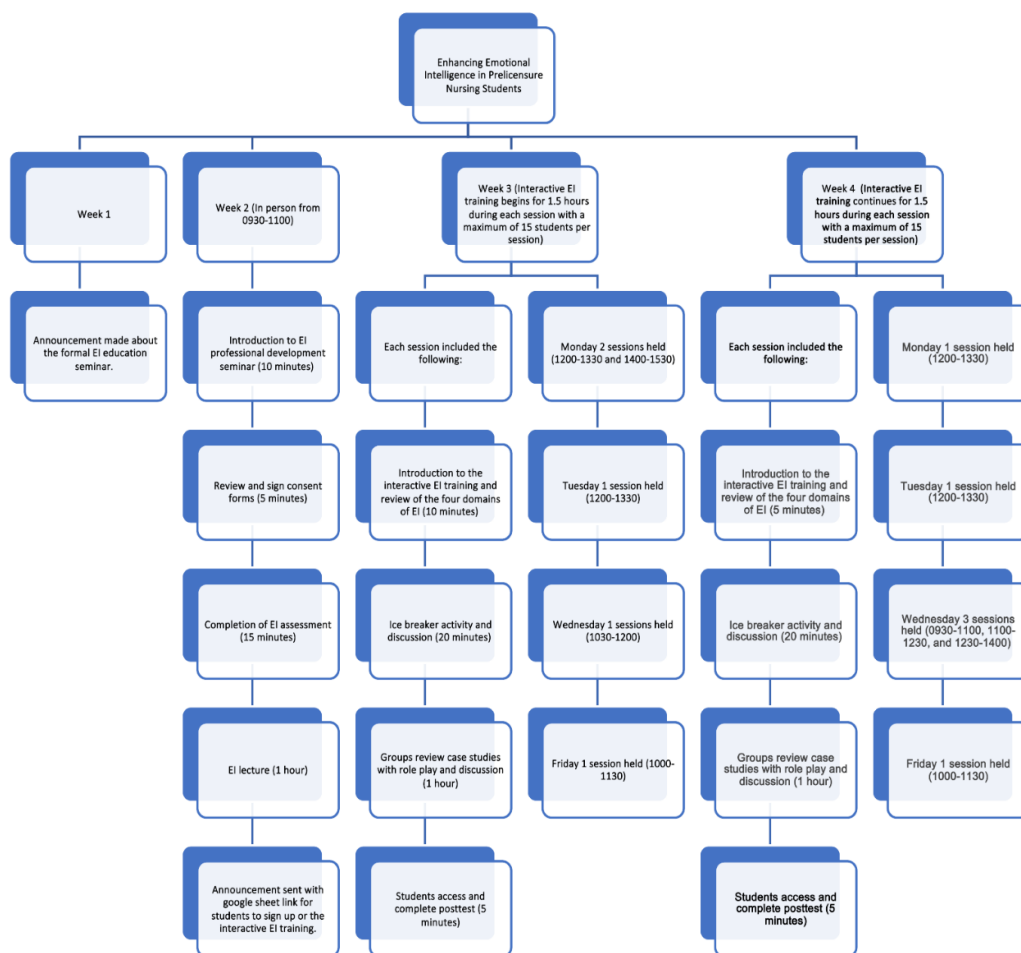 Enhancing Emotional
Intelligence in Prelicensure
Nursing Students
Week 1
Week 2 (In person from
0930-1100)
Week 3 (Interactive EI
training begins for 1.5 hours
during each session with a
maximum of 15 students per
session)
Week 4 (Interactive EI
training continues for 1.5
hours during each session
with a maximum of 15
students per session)
Announcement made about
the formal EI education
seminar.
Introduction to EI
professional development
seminar (10 minutes)
Each session included the
following:
Monday 2 sessions held
(1200-1330 and 1400-1530)
Each session included the
following:
Monday 1 session held
(1200-1330)
Review and sign consent
forms (5 minutes)
Introduction to the
interactive EI training and
review of the four domains
of EI (10 minutes)
Tuesday 1 session held
(1200-1330)
Introduction to the
interactive EI training and
review of the four domains
of EI (5 minutes)
Tuesday 1 session held
(1200-1330)
Completion of EI assessment
(15 minutes)
Ice breaker activity and
discussion (20 minutes)
Wednesday 1 sessions held
(1030-1200)
Ice breaker activity and
discussion (20 minutes)
Wednesday 3 sessions
held (0930-1100, 1100-
1230, and 1230-1400)
EI lecture (1 hour)
Groups review case studies
with role play and discussion
(1 hour)
Friday 1 session held (1000-
1130)
Groups review case studies
with role play and
discussion (1 hour)
Friday 1 session held
(1000-1130)
Announcement sent with
google sheet link for
students to sign up or the
interactive EI training.
Students access and
complete posttest (5
minutes)
Students access and
complete posttest (5
minutes)